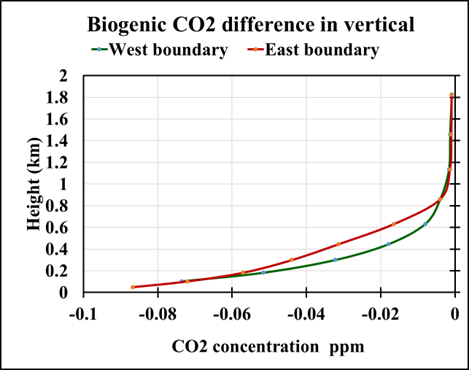 Biogenic CO2 difference in vertical
West boundary East boundary
Height (km)
2
1.8
1.6
1.4
1.2
1
0.8
0.6
0.4
0.2
0
-0.1 -0.08 -0.06 -0.04 -0.02 0
CO2 concentration ppm